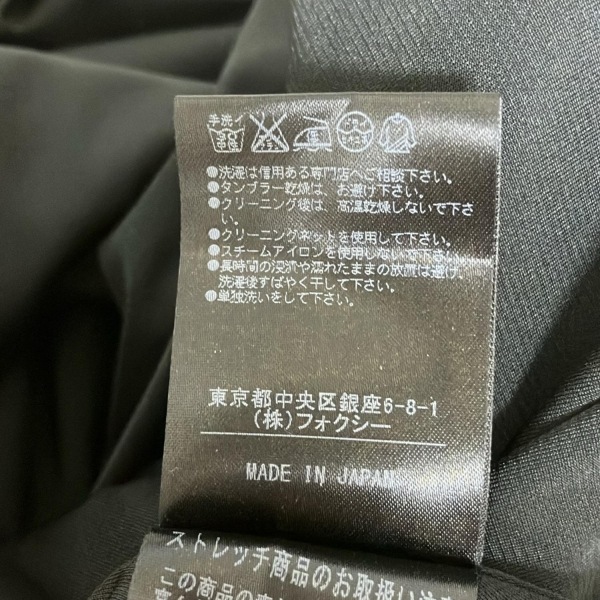 手洗イ
●洗濯は信用ある専門店へご相談下さい。
●タンブラー乾燥は、お避け下さい。
●クリーニング後は、高温乾燥しないで下さ
い。
●クリーニングネットを使用して下さい。
●スチームアイロンを使用しないで下さい。
●長時間の浸漬や濡れたままの放置は避け、
洗濯後すばやく干して下さい。
●単独洗いをして下さい。
東京都中央区銀座6-8-1
(株)フォクシー
MADE IN JAPAN
ストレッチ商品のお取扱い注意
この商品の